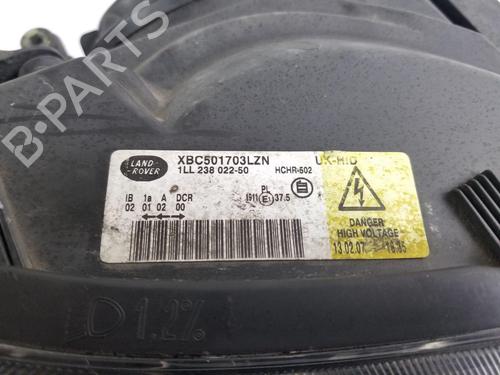 LAND-
ROVER
XBC501703LZN
UK-HID
1LL 238 022-50
HCHR-502
IB 1a A DCR
02 01 02 00
PL
E1
37.5
DANGER
HIGH VOLTAGE
13.02.07
1.2%